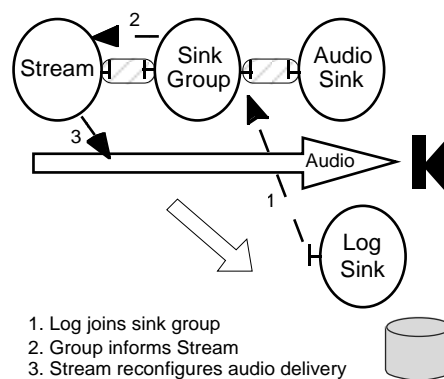 2
Stream
Sink
Group
Audio
Sink
3
Audio
1
Log
Sink
1. Log joins sink group
2. Group informs Stream
3. Stream reconfigures audio delivery